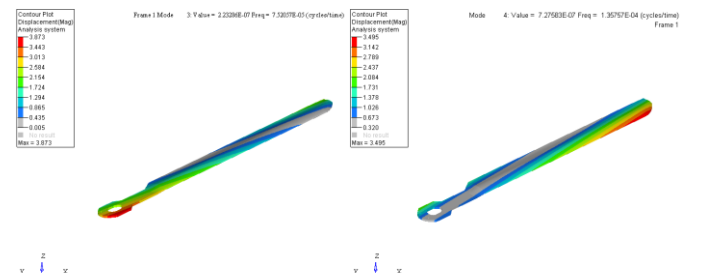 Contour Plot
Displacement(Mag)
Analysis system
3.873
3.443
3.013
2.584
2.154
1.724
1.294
0.865
0.435
0.005
No result
Max = 3.873
Frame 1 Mode 3: Value = 2.23286E-07 Freq = 7.52057E-05 (cycles/time)
Z
Y X
Contour Plot
Displacement(Mag)
Analysis system
3.495
3.142
2.789
2.437
2.084
1.731
1.378
1.026
0.673
0.320
No result
Max = 3.495
Mode 4: Value = 7.27583E-07 Freq = 1.35757E-04 (cycles/time)
Frame 1
Z
Y X